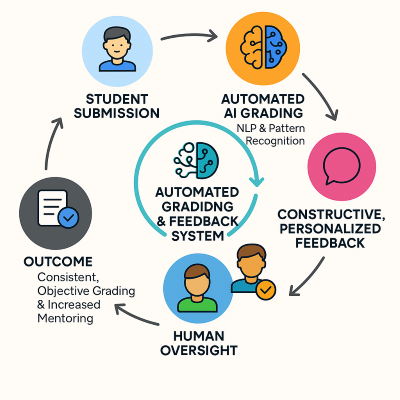 STUDENT
SUBMISSION
AUTOMATED
AI GRADING
NLP & Pattern
Recognition
CONSTRUCTIVE,
PERSONALIZED
FEEDBACK
HUMAN
OVERSIGHT
OUTCOME
Consistent,
Objective Grading
& Increased
Mentoring
AUTOMATED
GRADIDNG
& FEEDBACK
SYSTEM